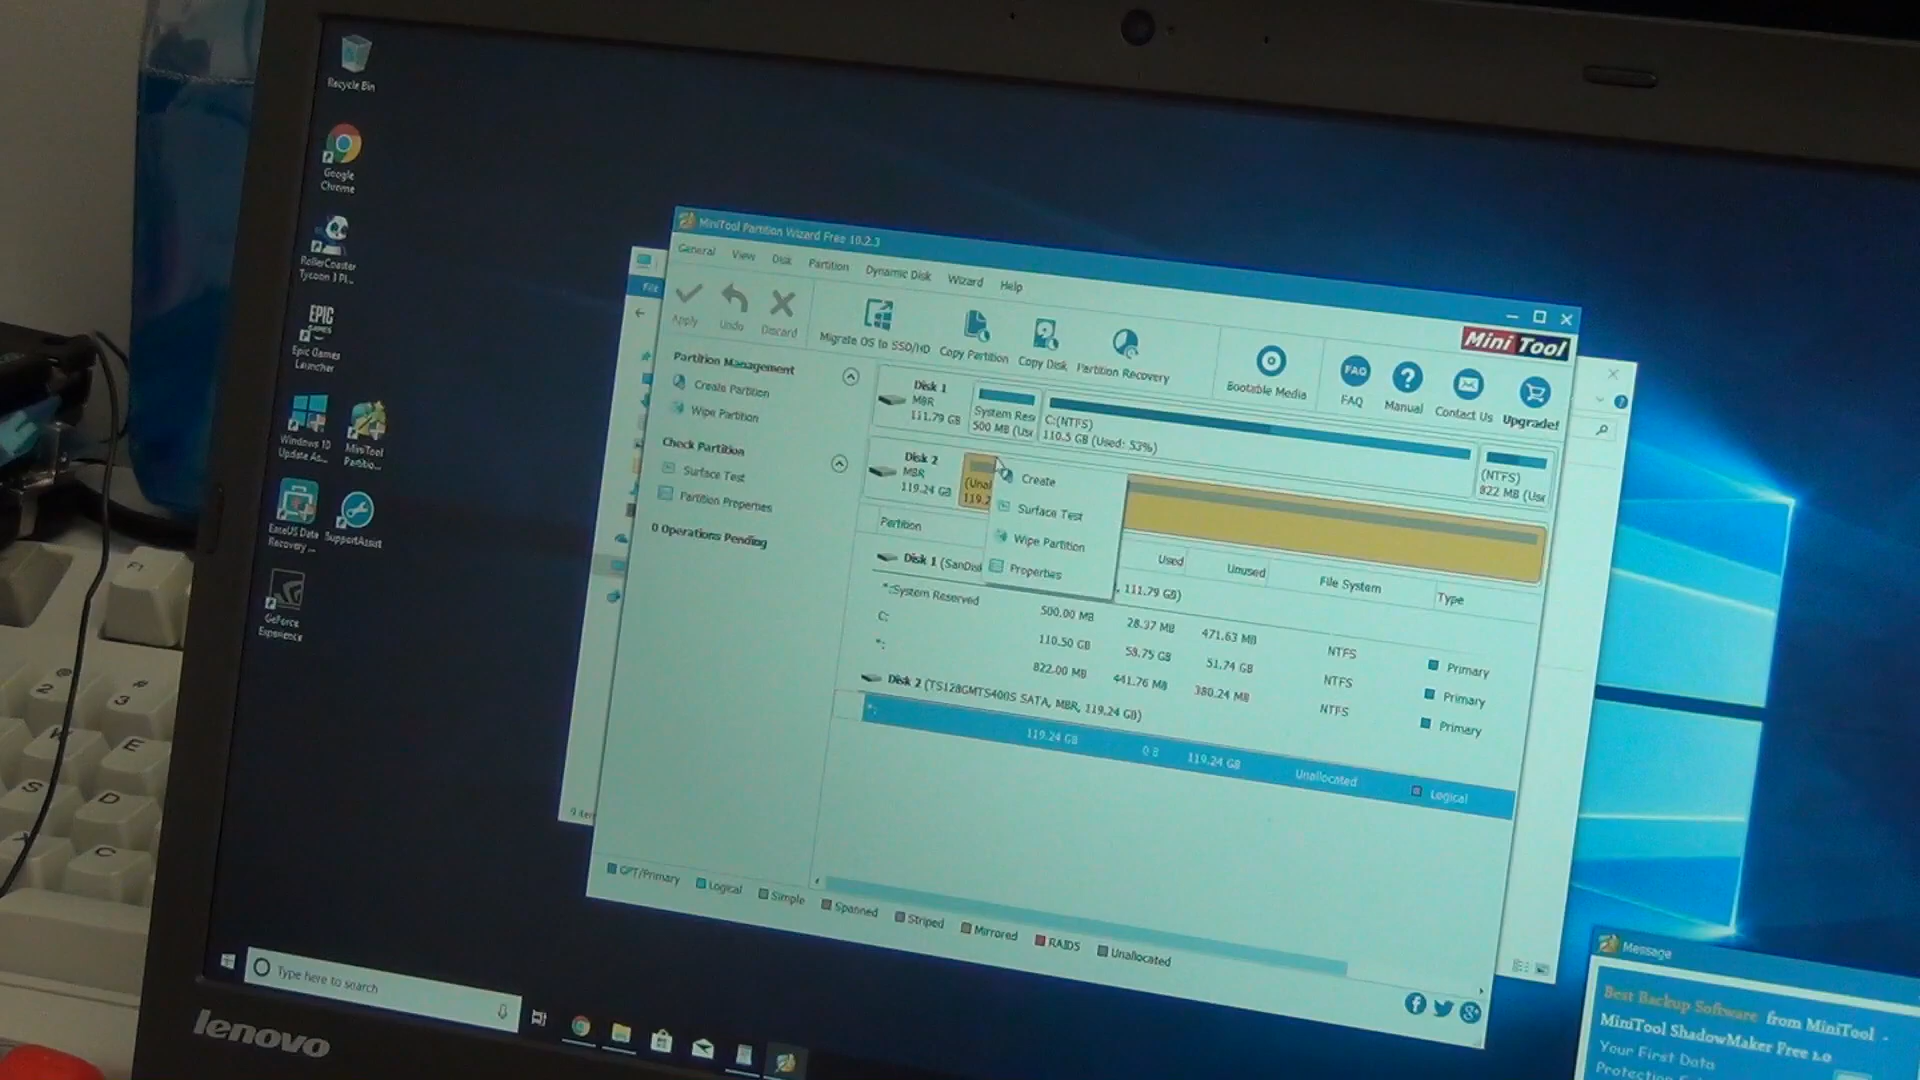 Recycle Bin
Google
Chrome
RollerCoaster
Tycoon 3 Pl...
EPIC
GAMES
Epic Games
Launcher
Windows 10
Update As...
MiniTool
Partitio...
EaseUS Data
Recovery ...
SupportAssist
GeForce
Experience
MiniTool Partition Wizard Free 10.2.3
General View Disk Partition Dynamic Disk Wizard Help
Apply Undo Discard Migrate OS to SSD/HD Copy Partition Copy Disk Partition Recovery Bootable Media FAQ Manual Contact Us Upgrade!
FAQ
Mini Tool
File
Partition Management
Create Partition
Wipe Partition
Check Partition
Surface Test
Partition Properties
0 Operations Pending
Disk 1
MBR
111.79 GB
System Res
500 MB (Use
C:(NTFS)
110.5 GB (Used: 53%)
(NTFS)
822 MB (Use
Disk 2
MBR
119.24 GB
(Unal
119.2
Create
Surface Test
Wipe Partition
Properties
Partition Used Unused File System Type
Disk 1 (SanDis , 111.79 GB)
*:System Reserved 500.00 MB 28.37 MB 471.63 MB NTFS Primary
C: 110.50 GB 58.75 GB 51.74 GB NTFS Primary
*: 822.00 MB 441.76 MB 380.24 MB NTFS Primary
Disk 2 (TS128GMTS400S SATA, MBR, 119.24 GB)
*: 119.24 GB 0 B 119.24 GB Unallocated Logical
GPT/Primary Logical Simple Spanned Striped Mirrored RAID5 Unallocated
Message
Best Backup Software from MiniTool -
MiniTool ShadowMaker Free 1.0
Your First Data
Type here to search
lenovo
F1
@
2
#
3
W
E
S
D
X
C